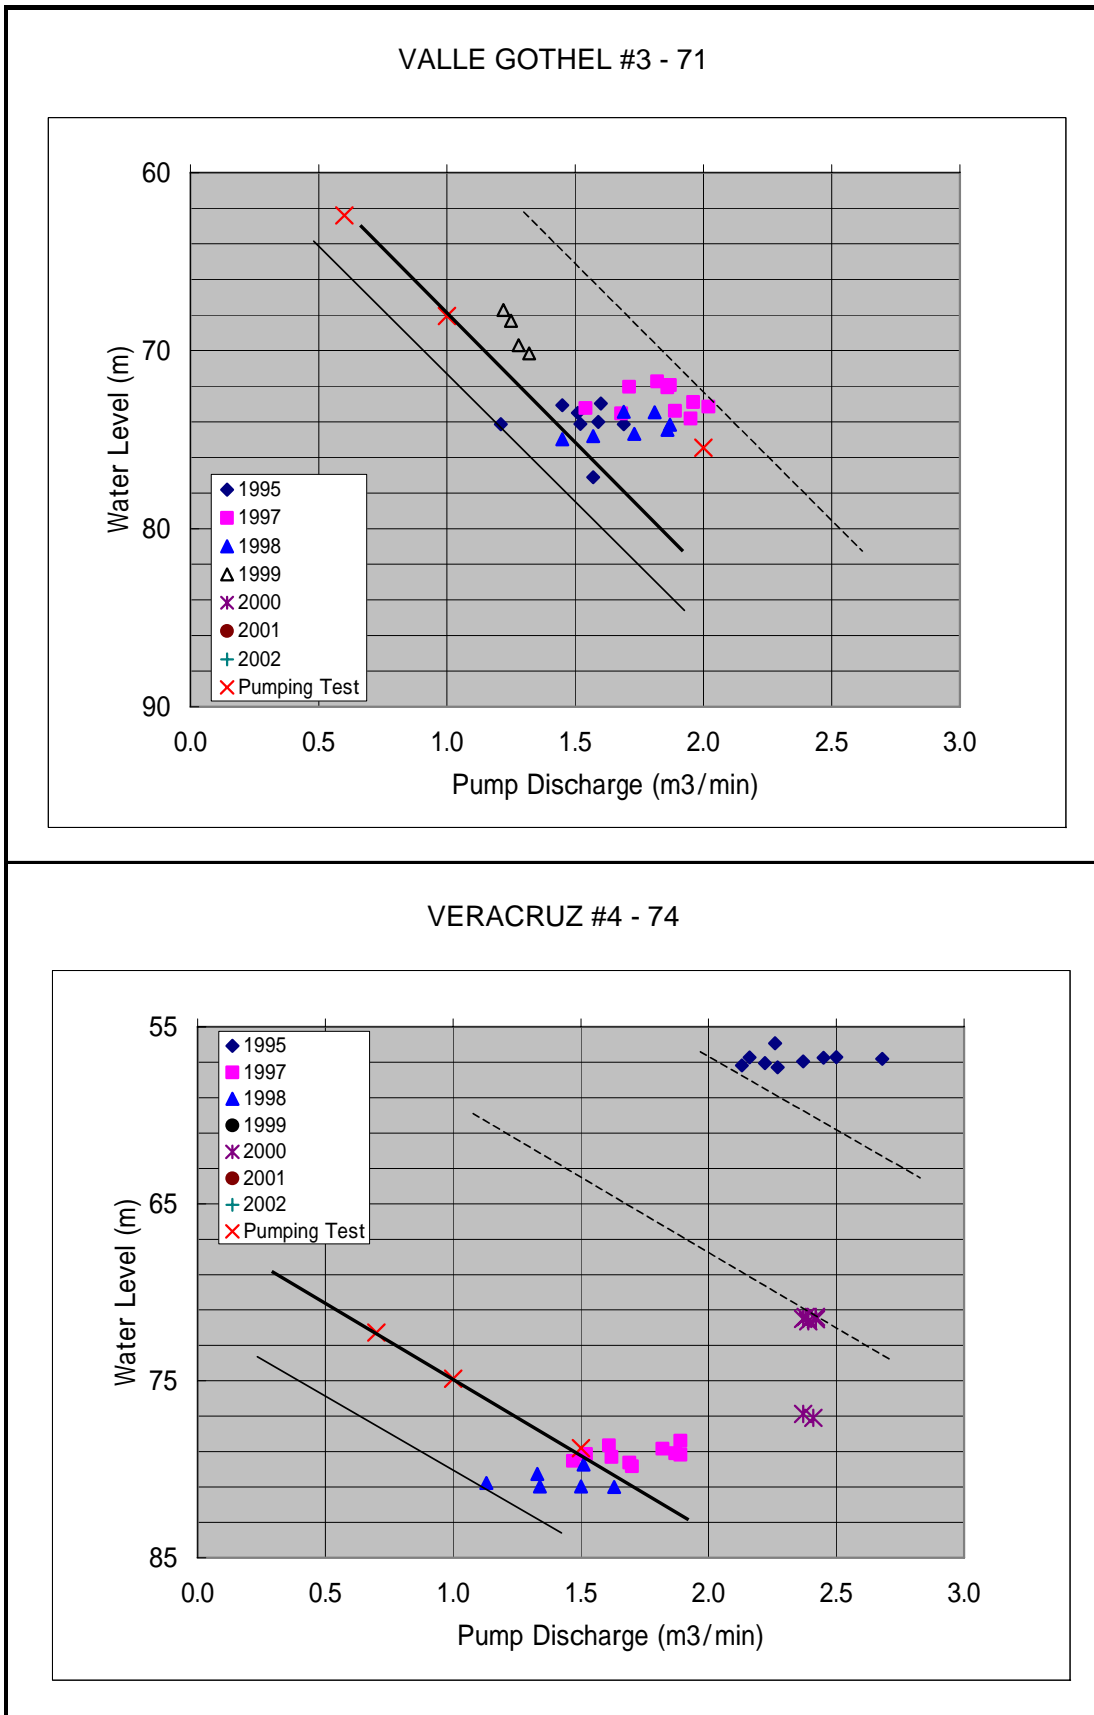 VALLE GOTHEL #3 - 71
60
70
80
90
Water Level (m)
1995
1997
1998
1999
2000
2001
2002
Pumping Test
0.0 0.5 1.0 1.5 2.0 2.5 3.0
Pump Discharge (m3/min)
VERACRUZ #4 - 74
55
65
75
85
Water Level (m)
1995
1997
1998
1999
2000
2001
2002
Pumping Test
0.0 0.5 1.0 1.5 2.0 2.5 3.0
Pump Discharge (m3/min)